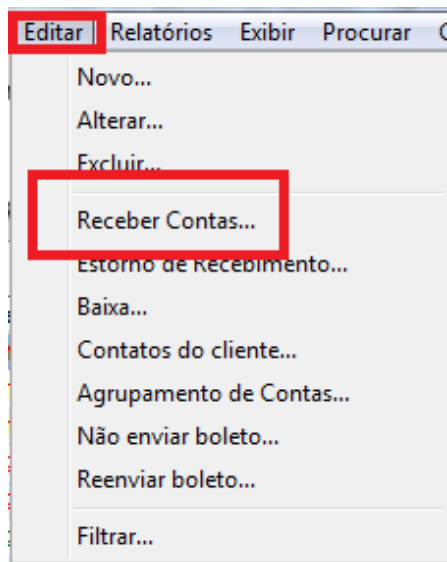 Editar Relatórios Exibir Procurar
Novo...
Alterar...
Excluir...
Receber Contas...
Estorno de Recebimento...
Baixa...
Contatos do cliente...
Agrupamento de Contas...
Não enviar boleto...
Reenviar boleto...
Filtrar...